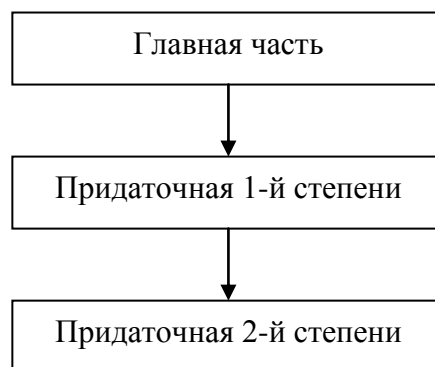 Главная часть
Придаточная 1-й степени
Придаточная 2-й степени